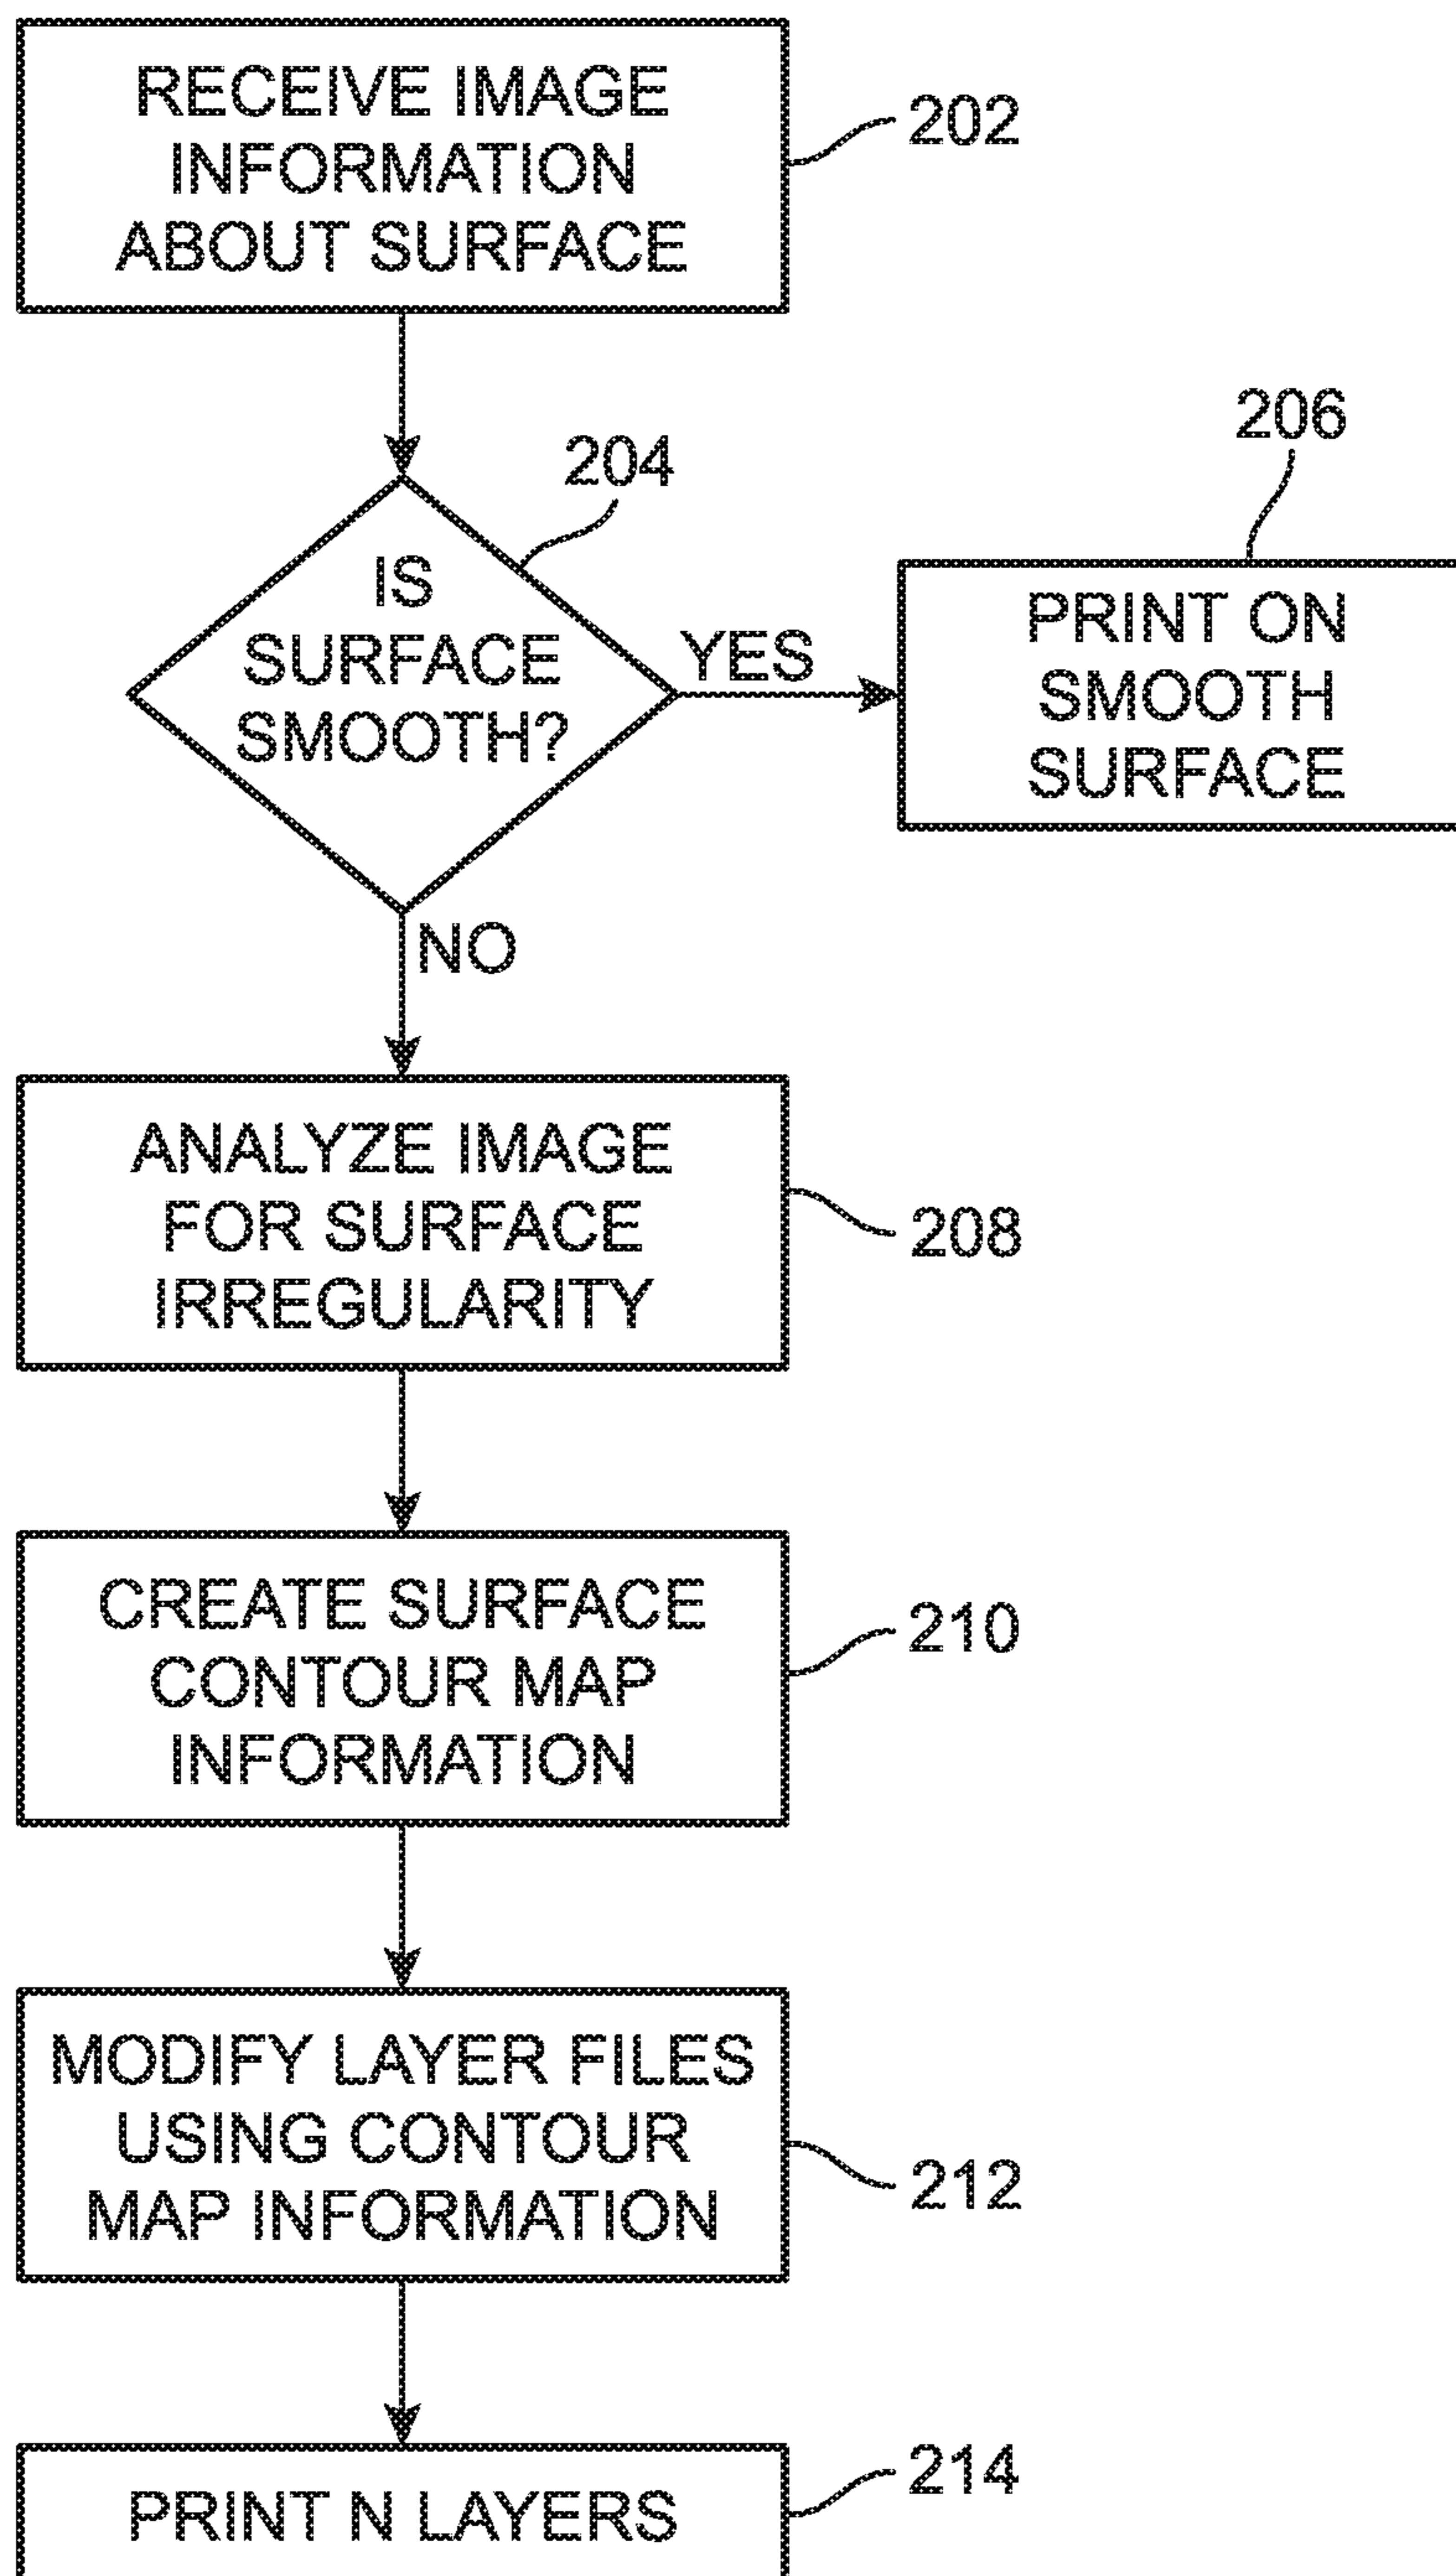 RECEIVE IMAGE
INFORMATION
ABOUT SURFACE
202
204
IS
SURFACE
SMOOTH?
YES
206
PRINT ON
SMOOTH
SURFACE
NO
ANALYZE IMAGE
FOR SURFACE
IRREGULARITY
208
CREATE SURFACE
CONTOUR MAP
INFORMATION
210
MODIFY LAYER FILES
USING CONTOUR
MAP INFORMATION
212
PRINT N LAYERS
214